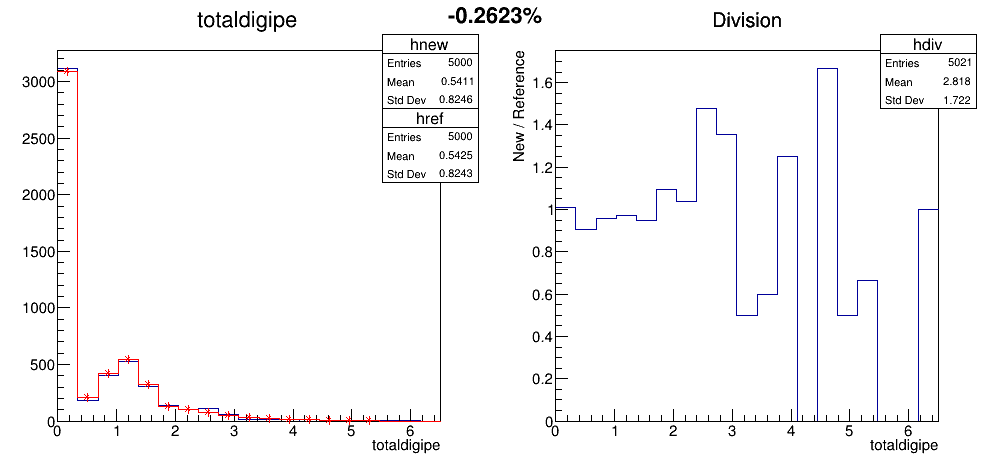 totaldigipe
-0.2623%
Division
hnew
Entries 5000
Mean 0.5411
Std Dev 0.8246
href
Entries 5000
Mean 0.5425
Std Dev 0.8243
3000
2500
2000
1500
1000
500
0
0 1 2 3 4 5 6
totaldigipe
hdiv
Entries 5021
Mean 2.818
Std Dev 1.722
New / Reference
1.6
1.4
1.2
1
0.8
0.6
0.4
0.2
0
0 1 2 3 4 5 6
totaldigipe